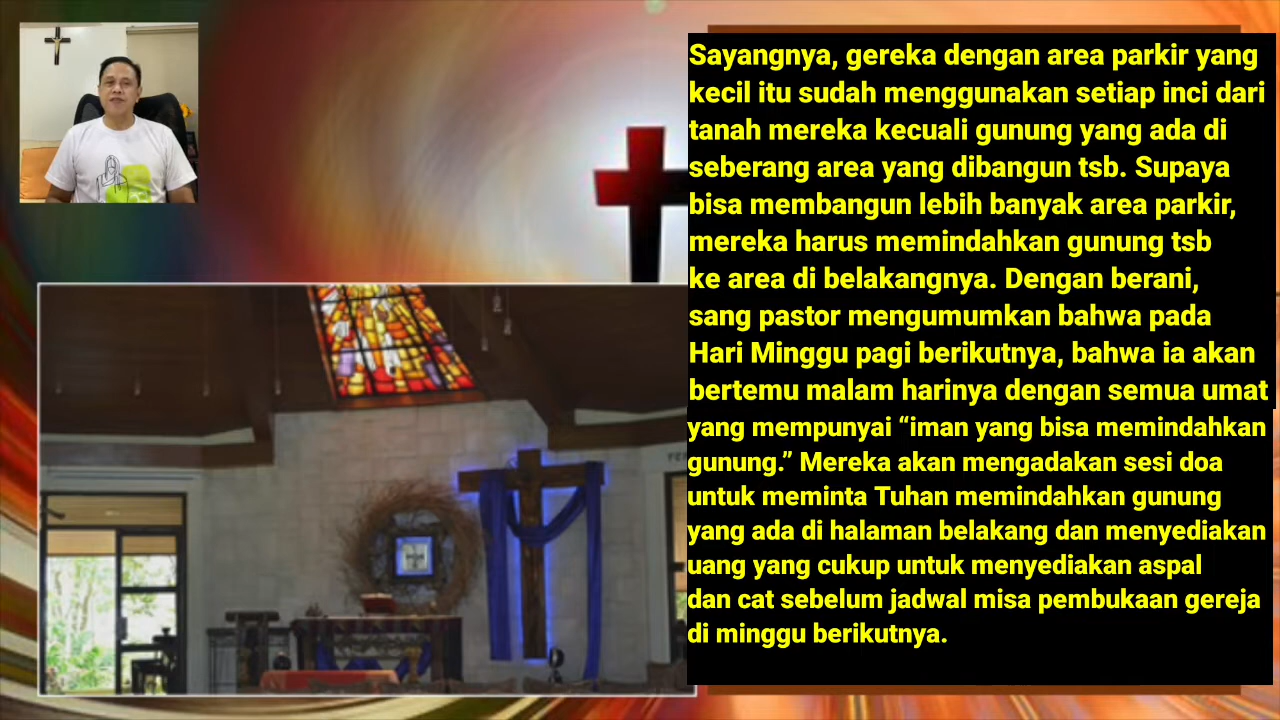 Sayangnya, gereka dengan area parkir yang
kecil itu sudah menggunakan setiap inci dari
tanah mereka kecuali gunung yang ada di
seberang area yang dibangun tsb. Supaya
bisa membangun lebih banyak area parkir,
mereka harus memindahkan gunung tsb
ke area di belakangnya. Dengan berani,
sang pastor mengumumkan bahwa pada
Hari Minggu pagi berikutnya, bahwa ia akan
bertemu malam harinya dengan semua umat
yang mempunyai “iman yang bisa memindahkan
gunung.” Mereka akan mengadakan sesi doa
untuk meminta Tuhan memindahkan gunung
yang ada di halaman belakang dan menyediakan
uang yang cukup untuk menyediakan aspal
dan cat sebelum jadwal misa pembukaan gereja
di minggu berikutnya.